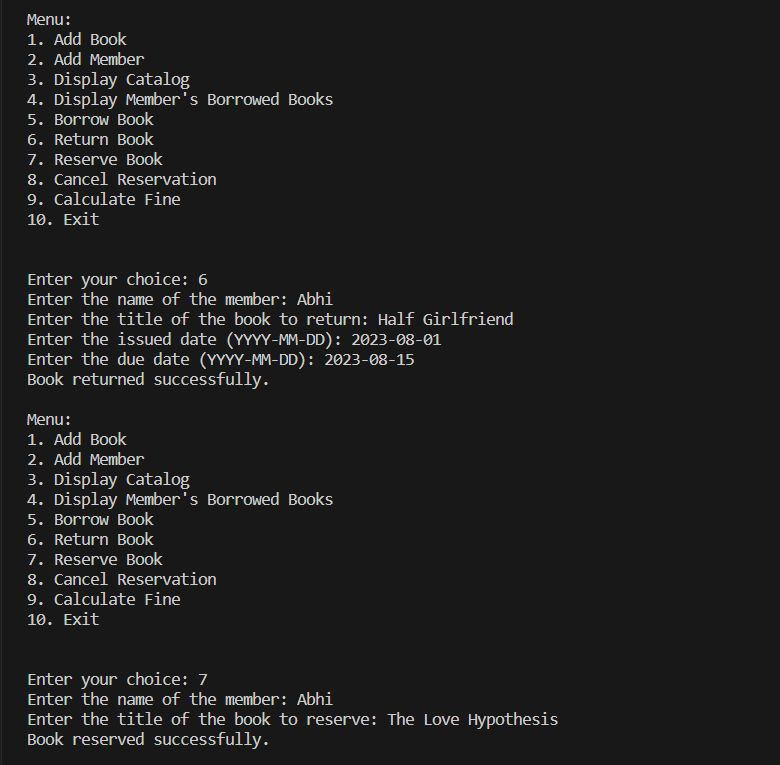 Menu:
1. Add Book
2. Add Member
3. Display Catalog
4. Display Member's Borrowed Books
5. Borrow Book
6. Return Book
7. Reserve Book
8. Cancel Reservation
9. Calculate Fine
10. Exit
Enter your choice: 6
Enter the name of the member: Abhi
Enter the title of the book to return: Half Girlfriend
Enter the issued date (YYYY-MM-DD): 2023-08-01
Enter the due date (YYYY-MM-DD): 2023-08-15
Book returned successfully.
Menu:
1. Add Book
2. Add Member
3. Display Catalog
4. Display Member's Borrowed Books
5. Borrow Book
6. Return Book
7. Reserve Book
8. Cancel Reservation
9. Calculate Fine
10. Exit
Enter your choice: 7
Enter the name of the member: Abhi
Enter the title of the book to reserve: The Love Hypothesis
Book reserved successfully.